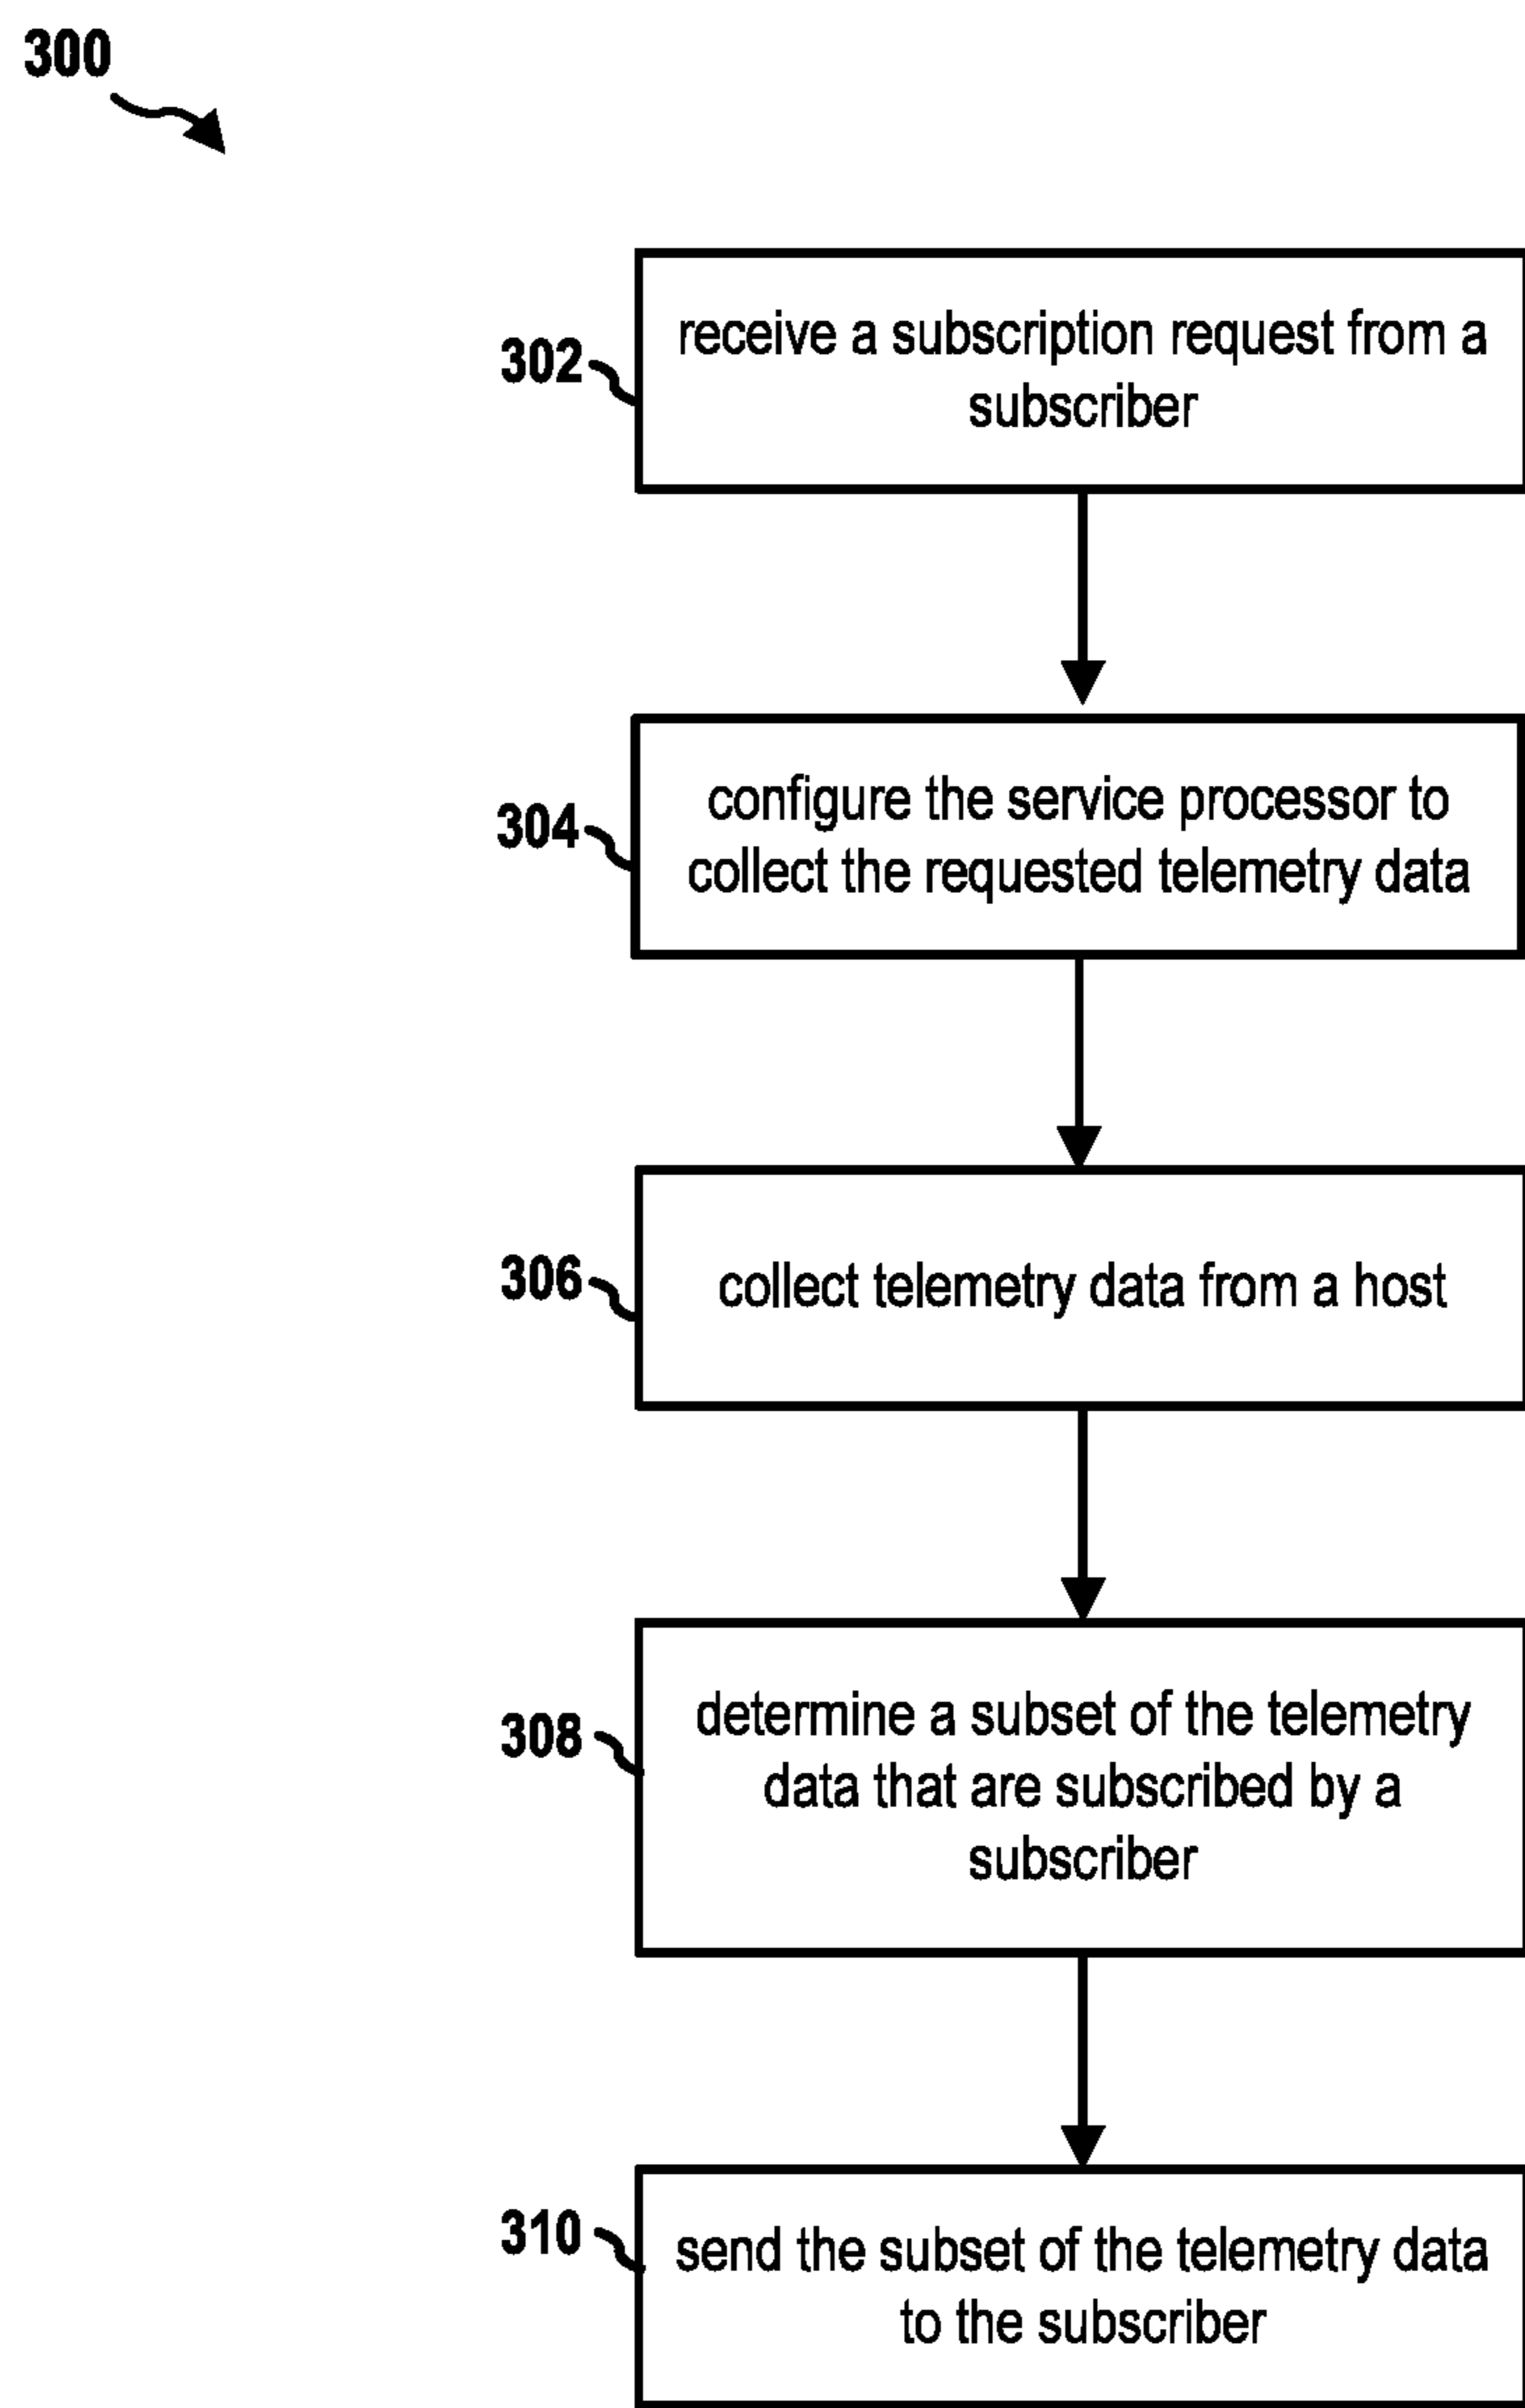 300
302
receive a subscription request from a
subscriber
304
configure the service processor to
collect the requested telemetry data
306
collect telemetry data from a host
308
determine a subset of the telemetry
data that are subscribed by a
subscriber
310
send the subset of the telemetry data
to the subscriber